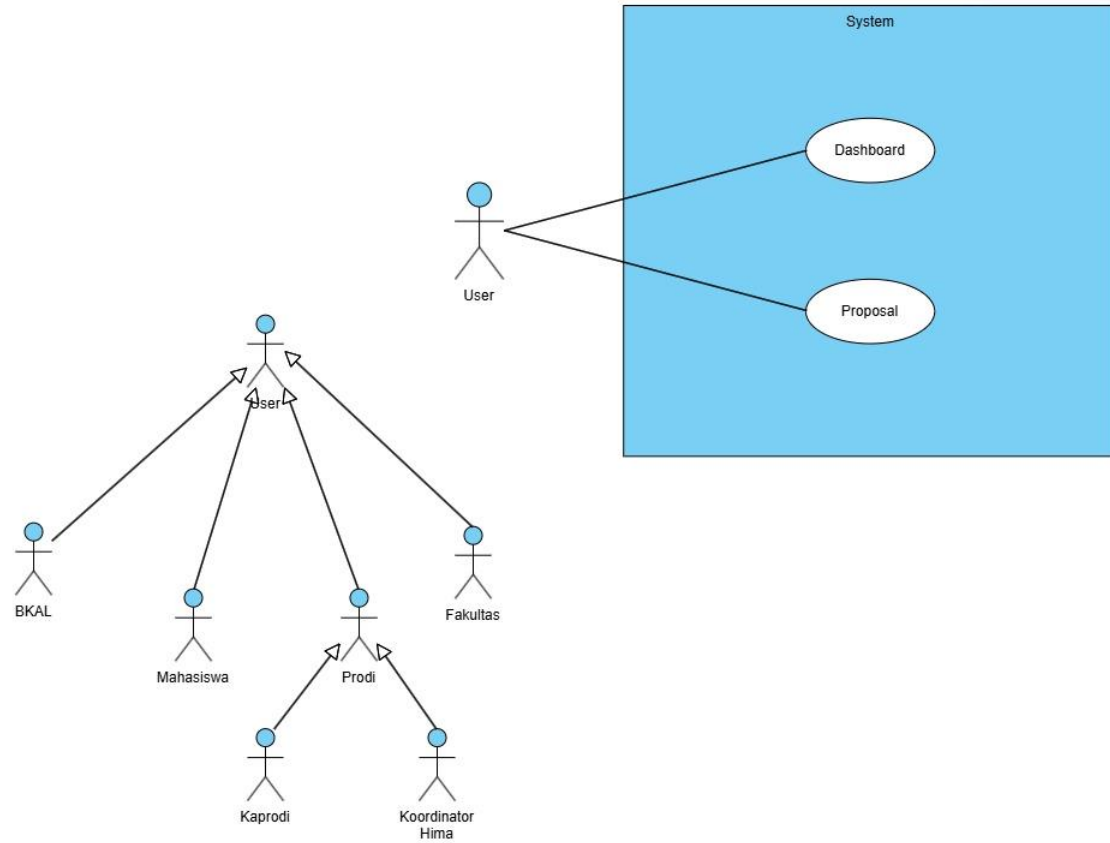 System
Dashboard
User
Proposal
User
BKAL
Fakultas
Mahasiswa
Prodi
Kaprodi
Koordinator
Hima